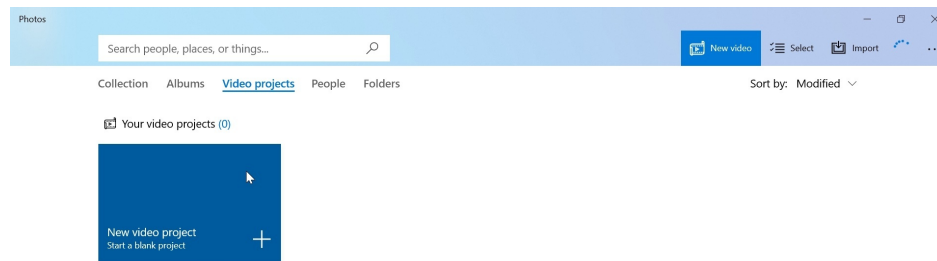 Photos
Search people, places, or things...
New video
Select
Import
Collection Albums Video projects People Folders
Sort by: Modified
Your video projects (0)
New video project
Start a blank project